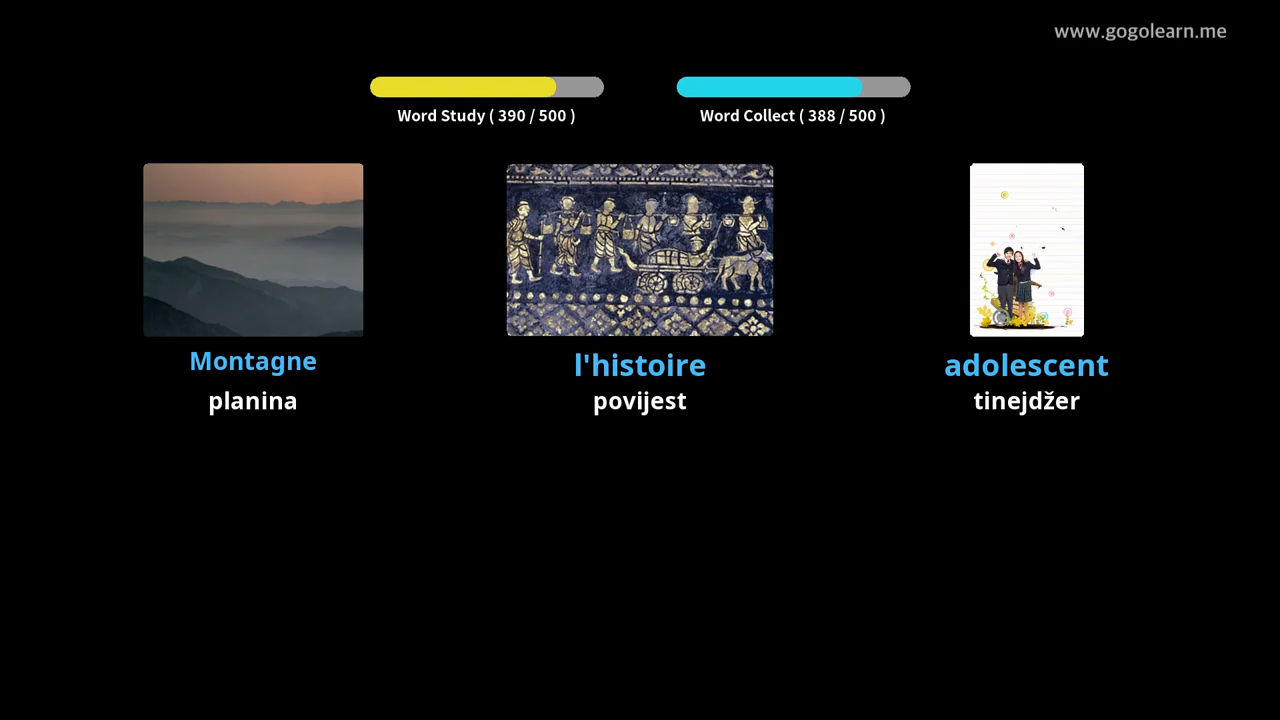 www.gogolearn.me
Word Study ( 390 / 500 )
Word Collect ( 388 / 500 )
Montagne
planina
l'histoire
povijest
adolescent
tinejdžer